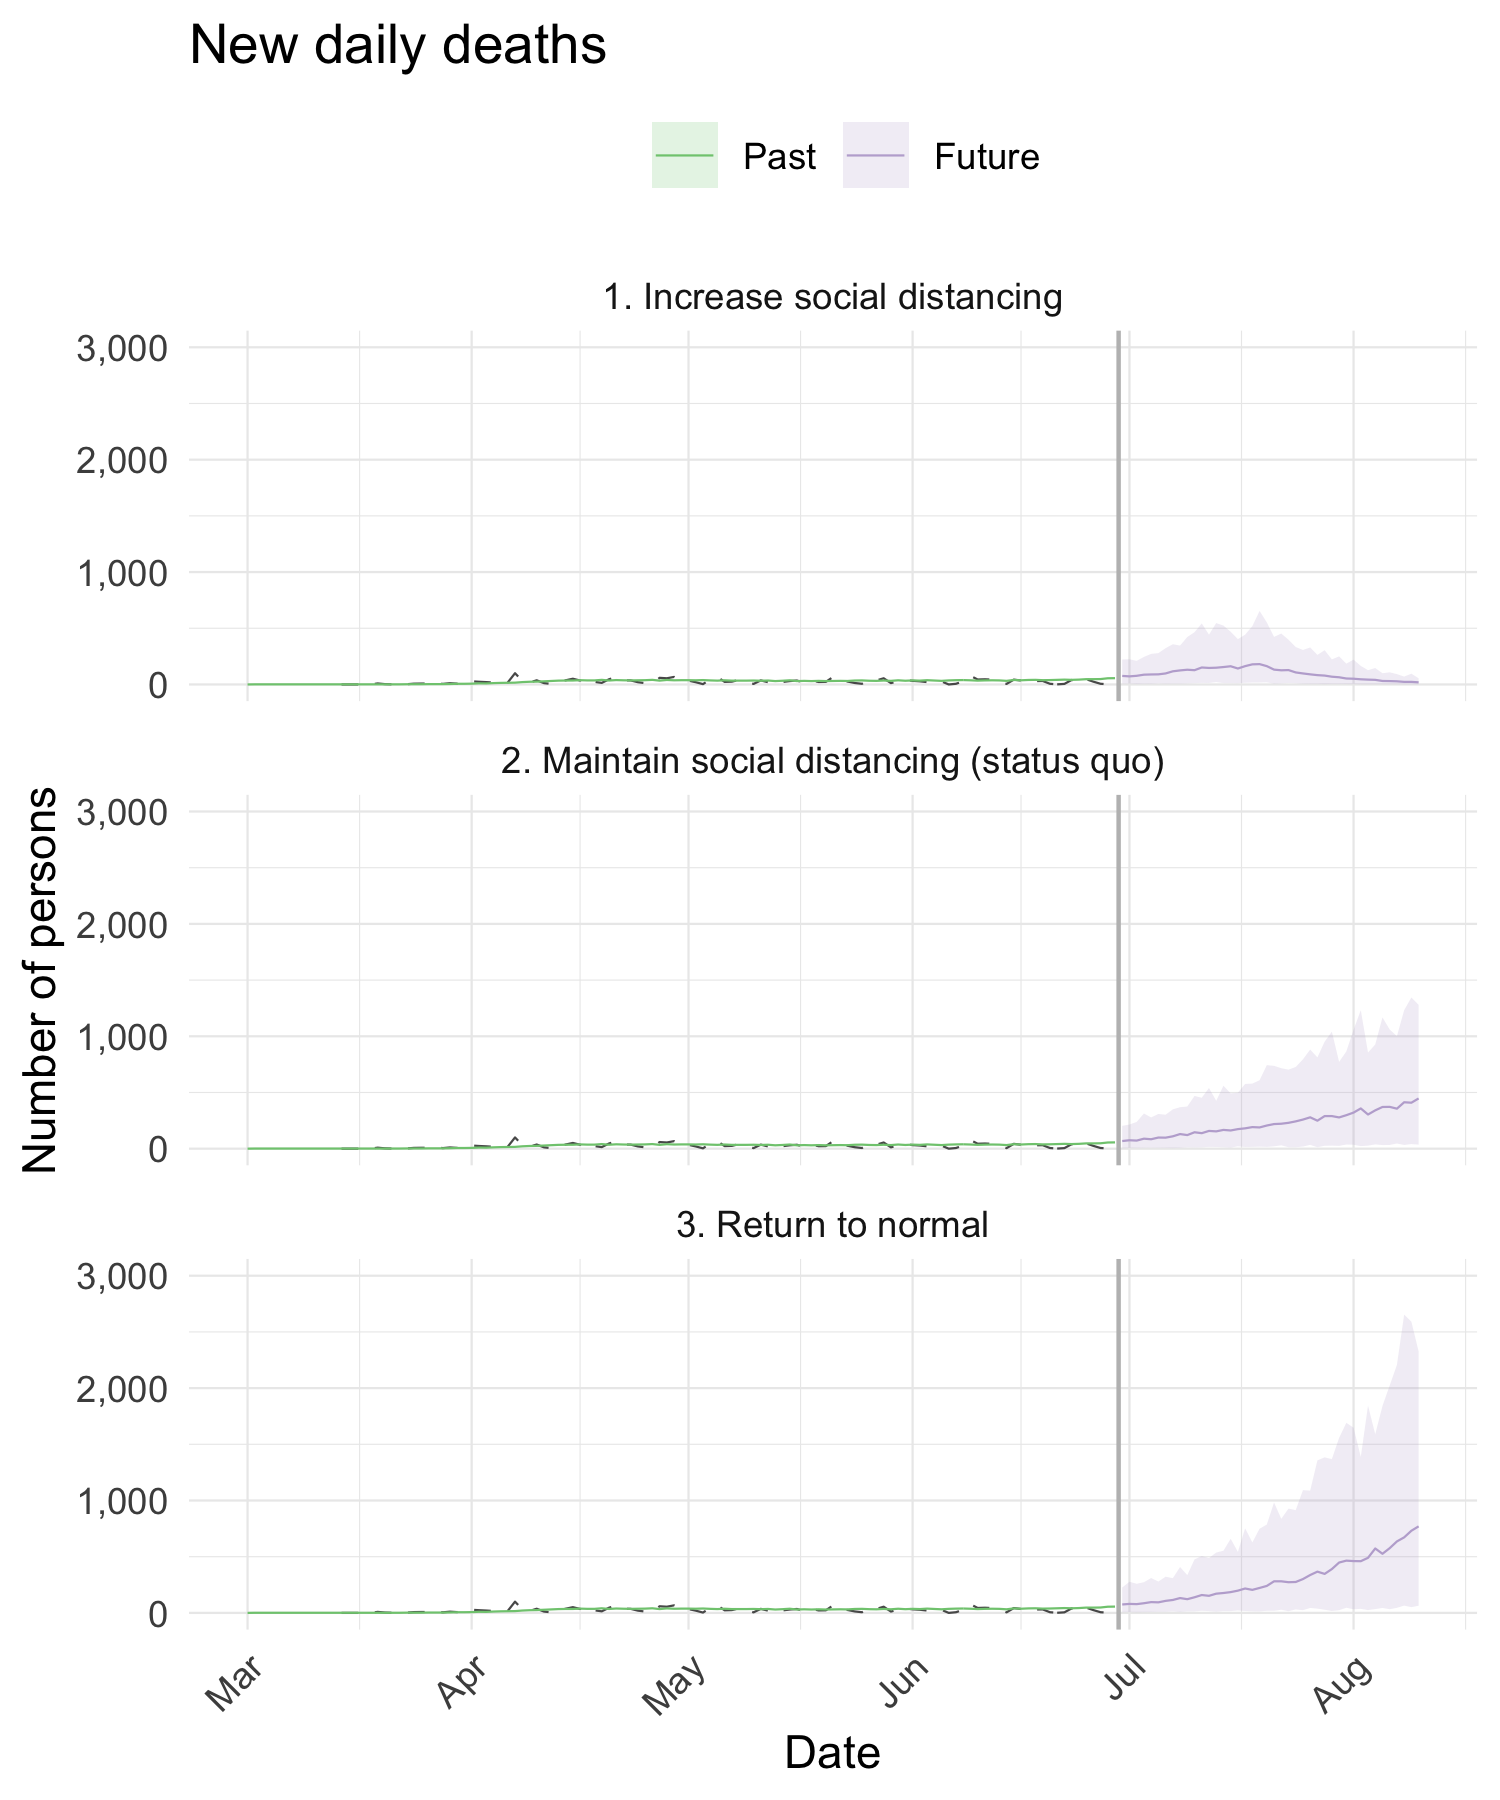 New daily deaths
Past
Future
1. Increase social distancing
3,000
2,000
1,000
0
2. Maintain social distancing (status quo)
3,000
2,000
1,000
0
3. Return to normal
3,000
2,000
1,000
0
Number of persons
Mar
Apr
May
Jun
Jul
Aug
Date